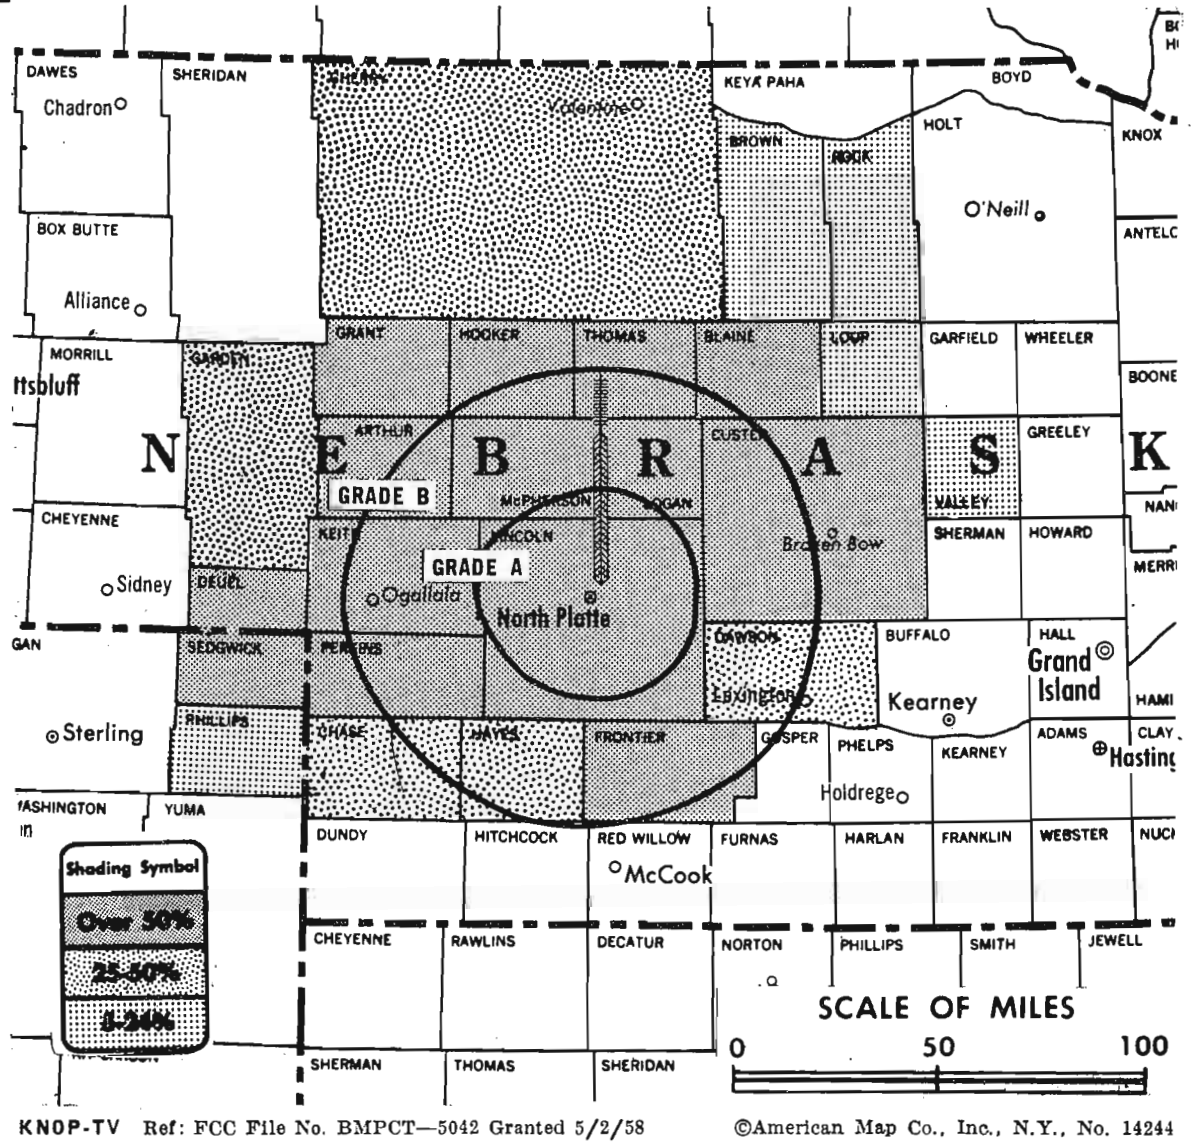 DAWES
SHERIDAN
CHERRY
KEYA PAHA
BOYD
Chadron
Valentine
HOLT
KNOX
BROWN
ROCK
O'Neill
BOX BUTTE
ANTELO
Alliance
GRANT
HOOKER
THOMAS
BLAINE
LOUP
GARFIELD
WHEELER
MORRILL
GARDEN
ttsbluff
BOONE
N E B R A S K
ARTHUR
CUSTER
GREELEY
GRADE B
McPHERSON
LOGAN
VALLEY
NAN
CHEYENNE
KEITH
LINCOLN
SHERMAN
HOWARD
Broken Bow
GRADE A
MERRI
Sidney
DEUEL
Ogallala
North Platte
GAN
SEDGWICK
PERKINS
DAWSON
BUFFALO
HALL
Grand
Island
Lexington
Kearney
HAMI
PHILLIPS
Sterling
CHASE
HAYES
FRONTIER
GOSPER
PHELPS
KEARNEY
ADAMS
CLAY
Hasting
Holdrege
WASHINGTON
YUMA
DUNDY
HITCHCOCK
RED WILLOW
FURNAS
HARLAN
FRANKLIN
WEBSTER
NUC
McCook
Shading Symbol
Over 50%
25-50%
CHEYENNE
RAWLINS
DECATUR
NORTON
PHILLIPS
SMITH
JEWELL
SCALE OF MILES
0 50 100
SHERMAN
THOMAS
SHERIDAN
KNOP-TV Ref: FCC File No. BMPCT—5042 Granted 5/2/58
©American Map Co., Inc., N.Y., No. 14244